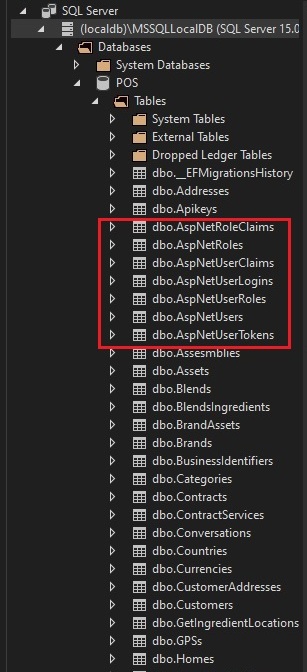 SQL Server
(localdb)\MSSQLLocalDB (SQL Server 15.0
Databases
System Databases
POS
Tables
System Tables
External Tables
Dropped Ledger Tables
dbo.__EFMigrationsHistory
dbo.Addresses
dbo.Apikeys
dbo.AspNetRoleClaims
dbo.AspNetRoles
dbo.AspNetUserClaims
dbo.AspNetUserLogins
dbo.AspNetUserRoles
dbo.AspNetUsers
dbo.AspNetUserTokens
dbo.Assesmblies
dbo.Assets
dbo.Blends
dbo.BlendsIngredients
dbo.BrandAssets
dbo.Brands
dbo.BusinessIdentifiers
dbo.Categories
dbo.Contracts
dbo.ContractServices
dbo.Conversations
dbo.Countries
dbo.Currencies
dbo.CustomerAddresses
dbo.Customers
dbo.GetIngredientLocations
dbo.GPSs
dbo.Homes